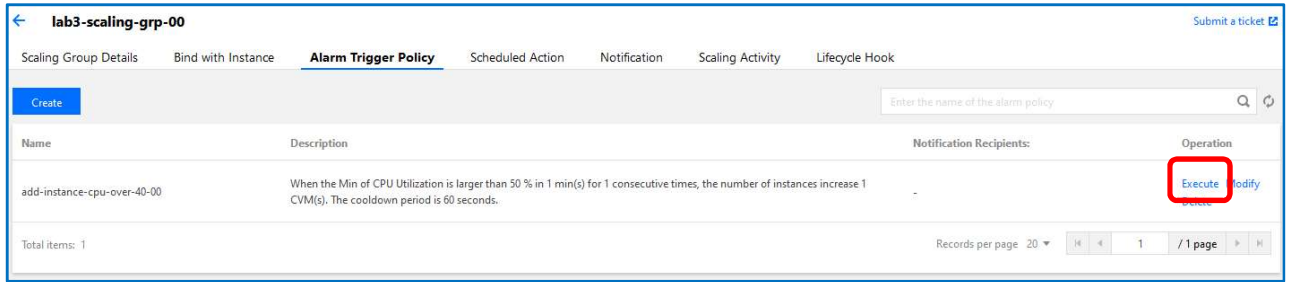 lab3-scaling-grp-00
Submit a ticket
Scaling Group Details Bind with Instance Alarm Trigger Policy Scheduled Action Notification Scaling Activity Lifecycle Hook
Create
Enter the name of the alarm policy
Name Description Notification Recipients: Operation
add-instance-cpu-over-40-00
When the Min of CPU Utilization is larger than 50 % in 1 min(s) for 1 consecutive times, the number of instances increase 1
CVM(s). The cooldown period is 60 seconds.
-
Execute Modify
Delete
Total items: 1
Records per page 20 1 / 1 page